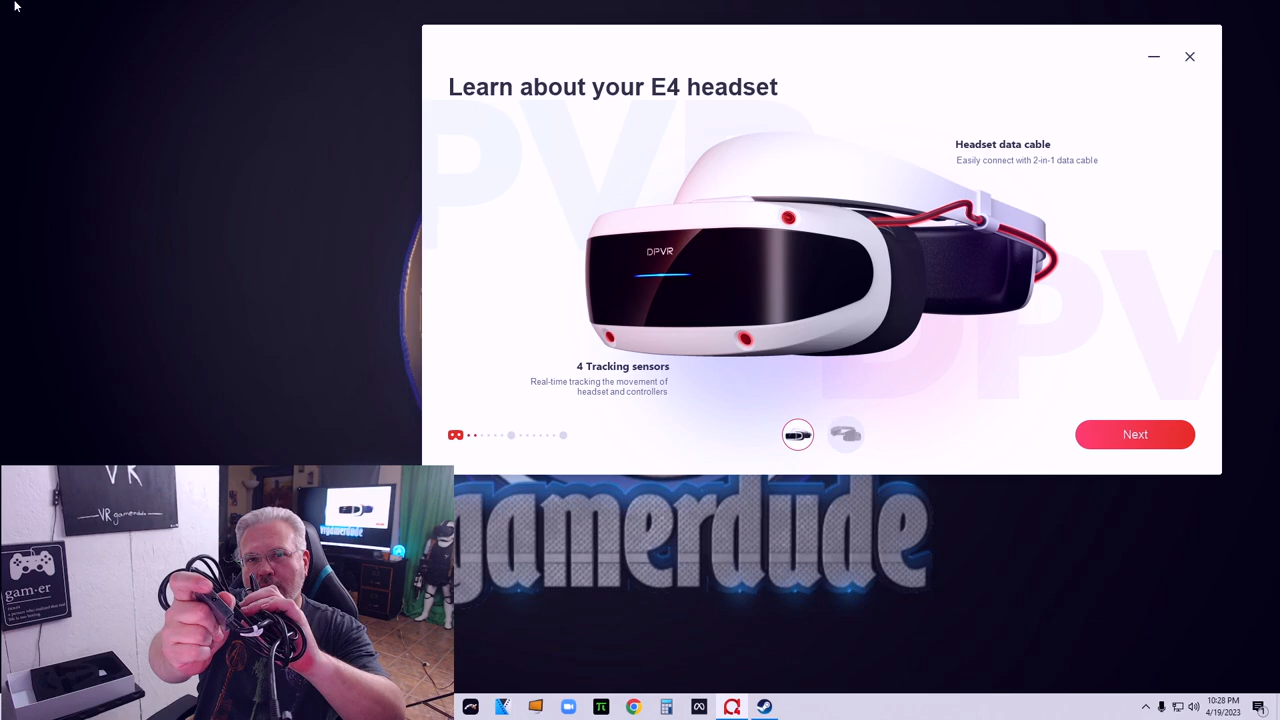 Learn about your E4 headset
Headset data cable
Easily connect with 2-in-1 data cable
DPVR
4 Tracking sensors
Real-time tracking the movement of
headset and controllers
Next
VR
VRgamerdude
gam·er
vrgamerdude
gamerdude
10:28 PM
4/19/2023